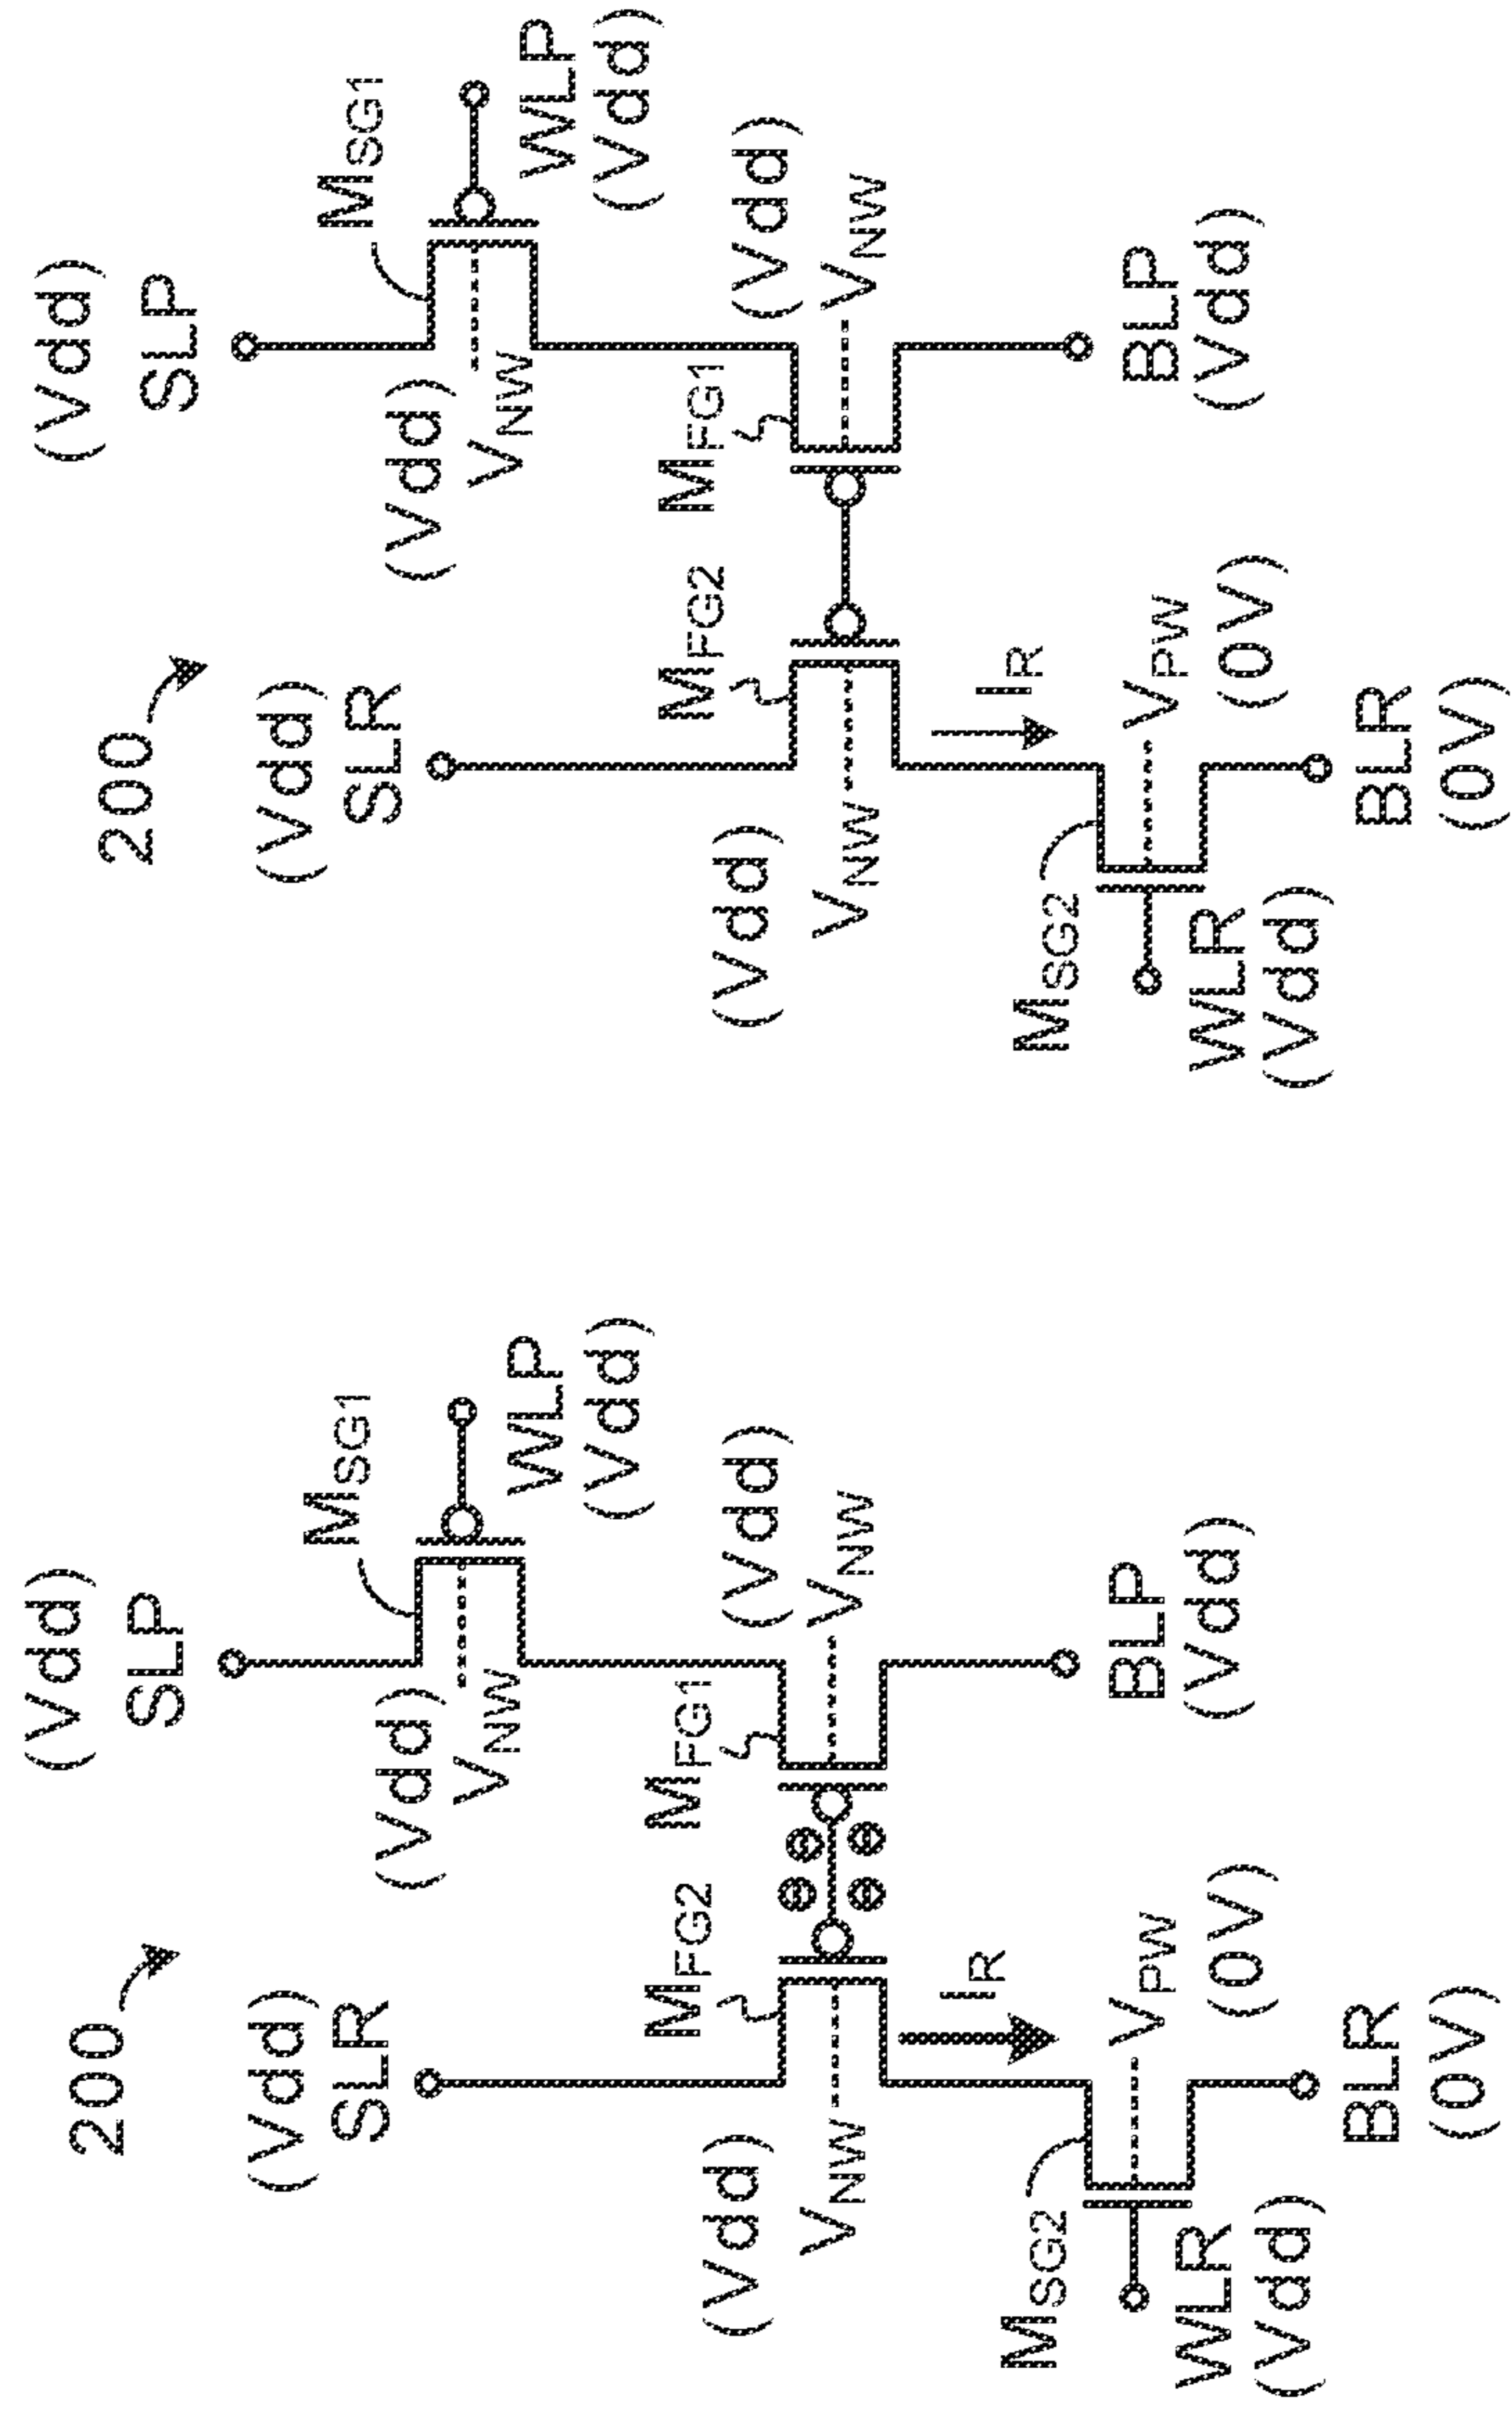 200
(Vdd)
SLP
MSG1
WLP
(Vdd)
(Vdd)
VNW
(Vdd)
SLR
MFG2
MFG1
(Vdd)
VNW
(Vdd)
VNW
IR
MSG2
WLR
(Vdd)
VPW
(0V)
BLP
(Vdd)
BLR
(0V)
200
(Vdd)
SLP
MSG1
WLP
(Vdd)
(Vdd)
VNW
(Vdd)
SLR
MFG2
MFG1
(Vdd)
VNW
(Vdd)
VNW
IR
MSG2
WLR
(Vdd)
VPW
(0V)
BLP
(Vdd)
BLR
(0V)